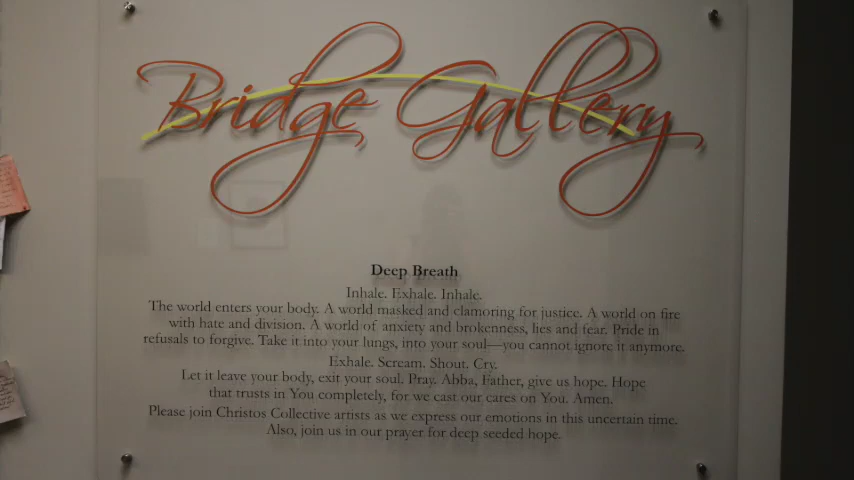 Bridge Gallery
Deep Breath
Inhale. Exhale. Inhale.
The world enters your body. A world masked and clamoring for justice. A world on fire
with hate and division. A world of anxiety and brokenness, lies and fear. Pride in
refusals to forgive. Take it into your lungs, into your soul—you cannot ignore it anymore.
Exhale. Scream. Shout. Cry.
Let it leave your body, exit your soul. Pray. Abba, Father, give us hope. Hope
that trusts in You completely, for we cast our cares on You. Amen.
Please join Christos Collective artists as we express our emotions in this uncertain time.
Also, join us in our prayer for deep seeded hope.